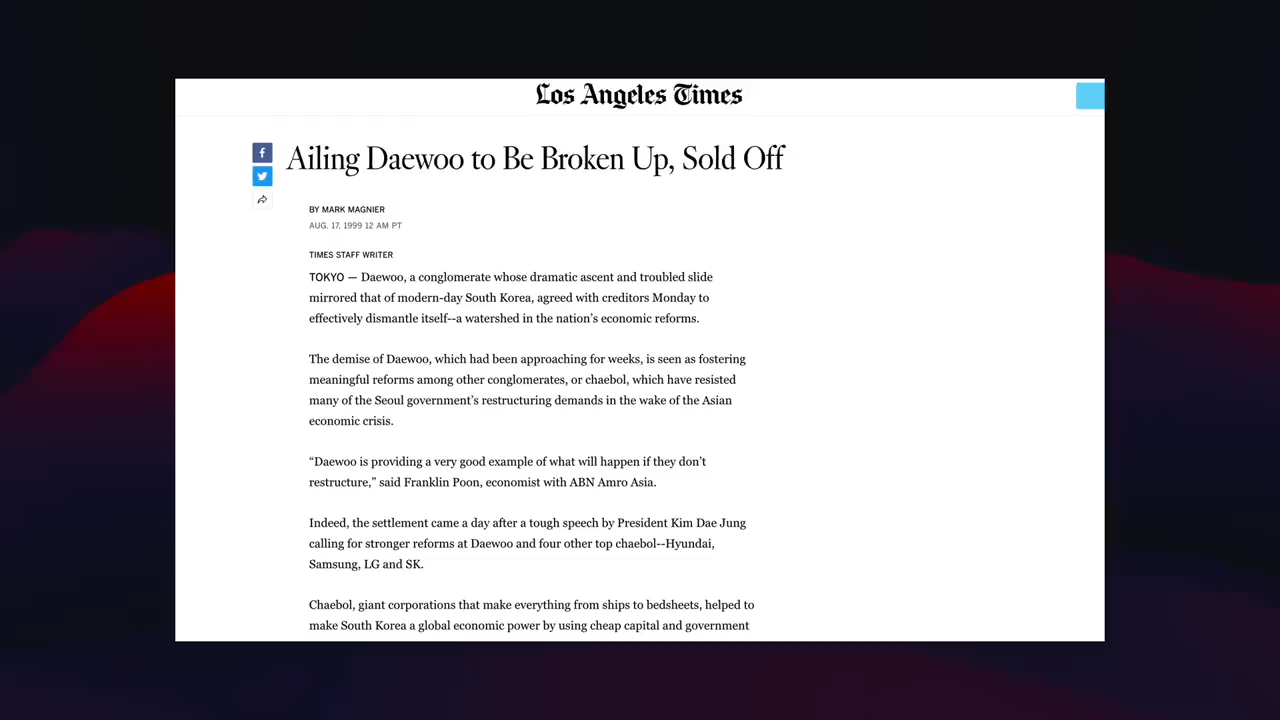 Los Angeles Times
Ailing Daewoo to Be Broken Up, Sold Off
BY MARK MAGNIER
AUG. 17, 1999 12 AM PT
TIMES STAFF WRITER
TOKYO — Daewoo, a conglomerate whose dramatic ascent and troubled slide
mirrored that of modern-day South Korea, agreed with creditors Monday to
effectively dismantle itself--a watershed in the nation’s economic reforms.
The demise of Daewoo, which had been approaching for weeks, is seen as fostering
meaningful reforms among other conglomerates, or chaebol, which have resisted
many of the Seoul government’s restructuring demands in the wake of the Asian
economic crisis.
“Daewoo is providing a very good example of what will happen if they don’t
restructure,” said Franklin Poon, economist with ABN Amro Asia.
Indeed, the settlement came a day after a tough speech by President Kim Dae Jung
calling for stronger reforms at Daewoo and four other top chaebol--Hyundai,
Samsung, LG and SK.
Chaebol, giant corporations that make everything from ships to bedsheets, helped to
make South Korea a global economic power by using cheap capital and government